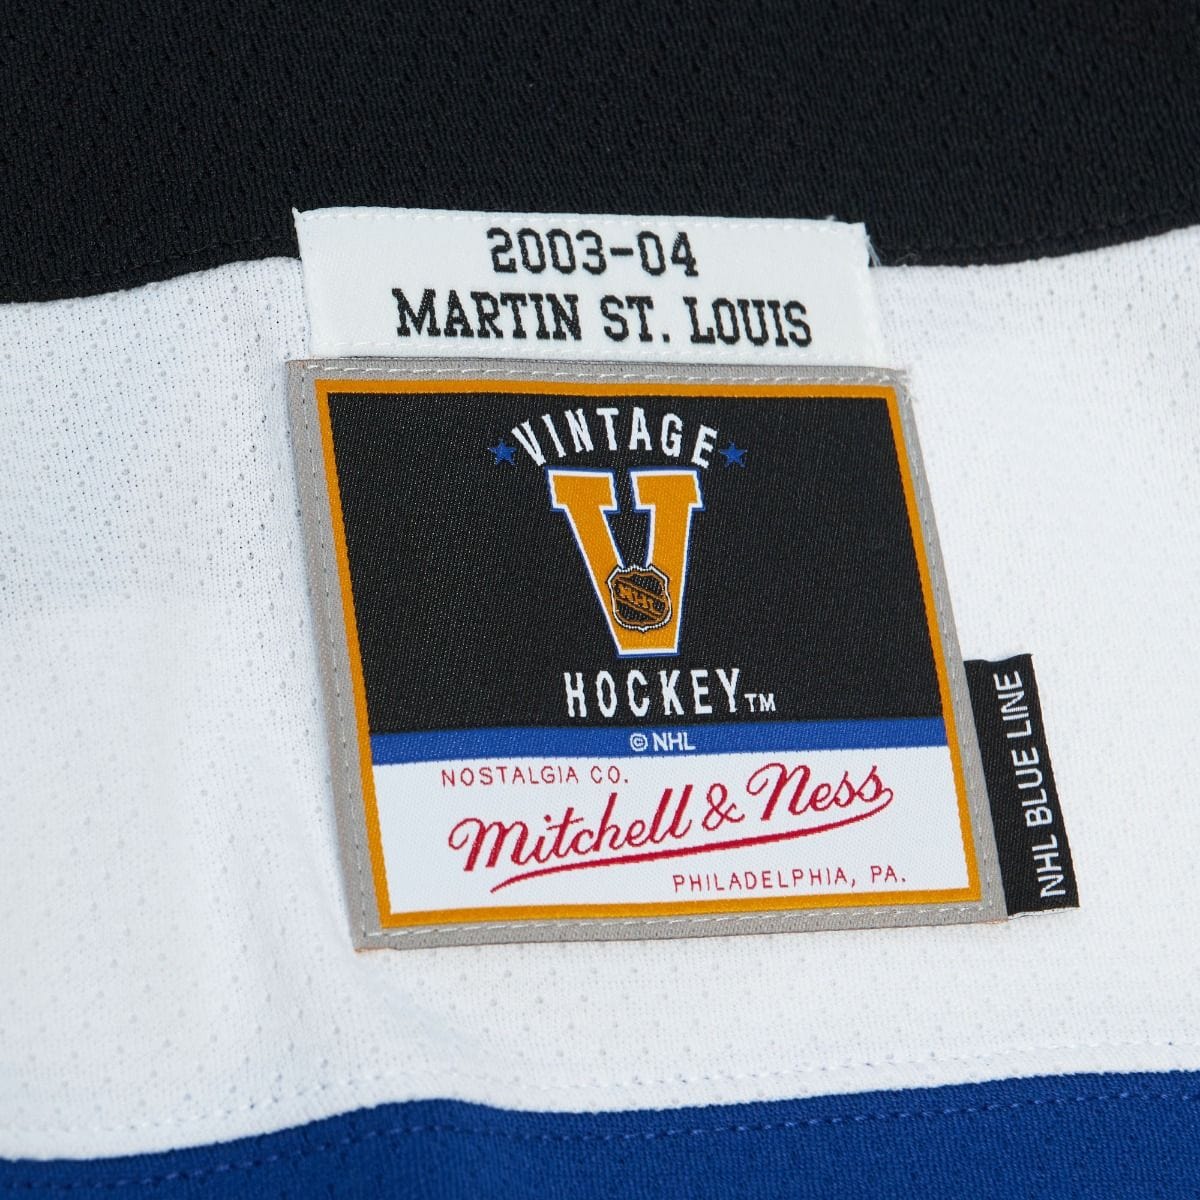 2003-04
MARTIN ST. LOUIS
VINTAGE
V
NHL
HOCKEY™
© NHL
NOSTALGIA CO.
Mitchell & Ness
PHILADELPHIA, PA.
NHL BLUE LINE